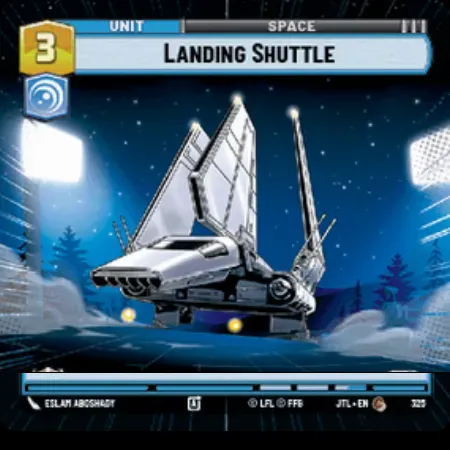 UNIT SPACE
3 LANDING SHUTTLE
ESLAM ABOSHADY Ⓒ LFL Ⓟ FFG JTL • EN 325